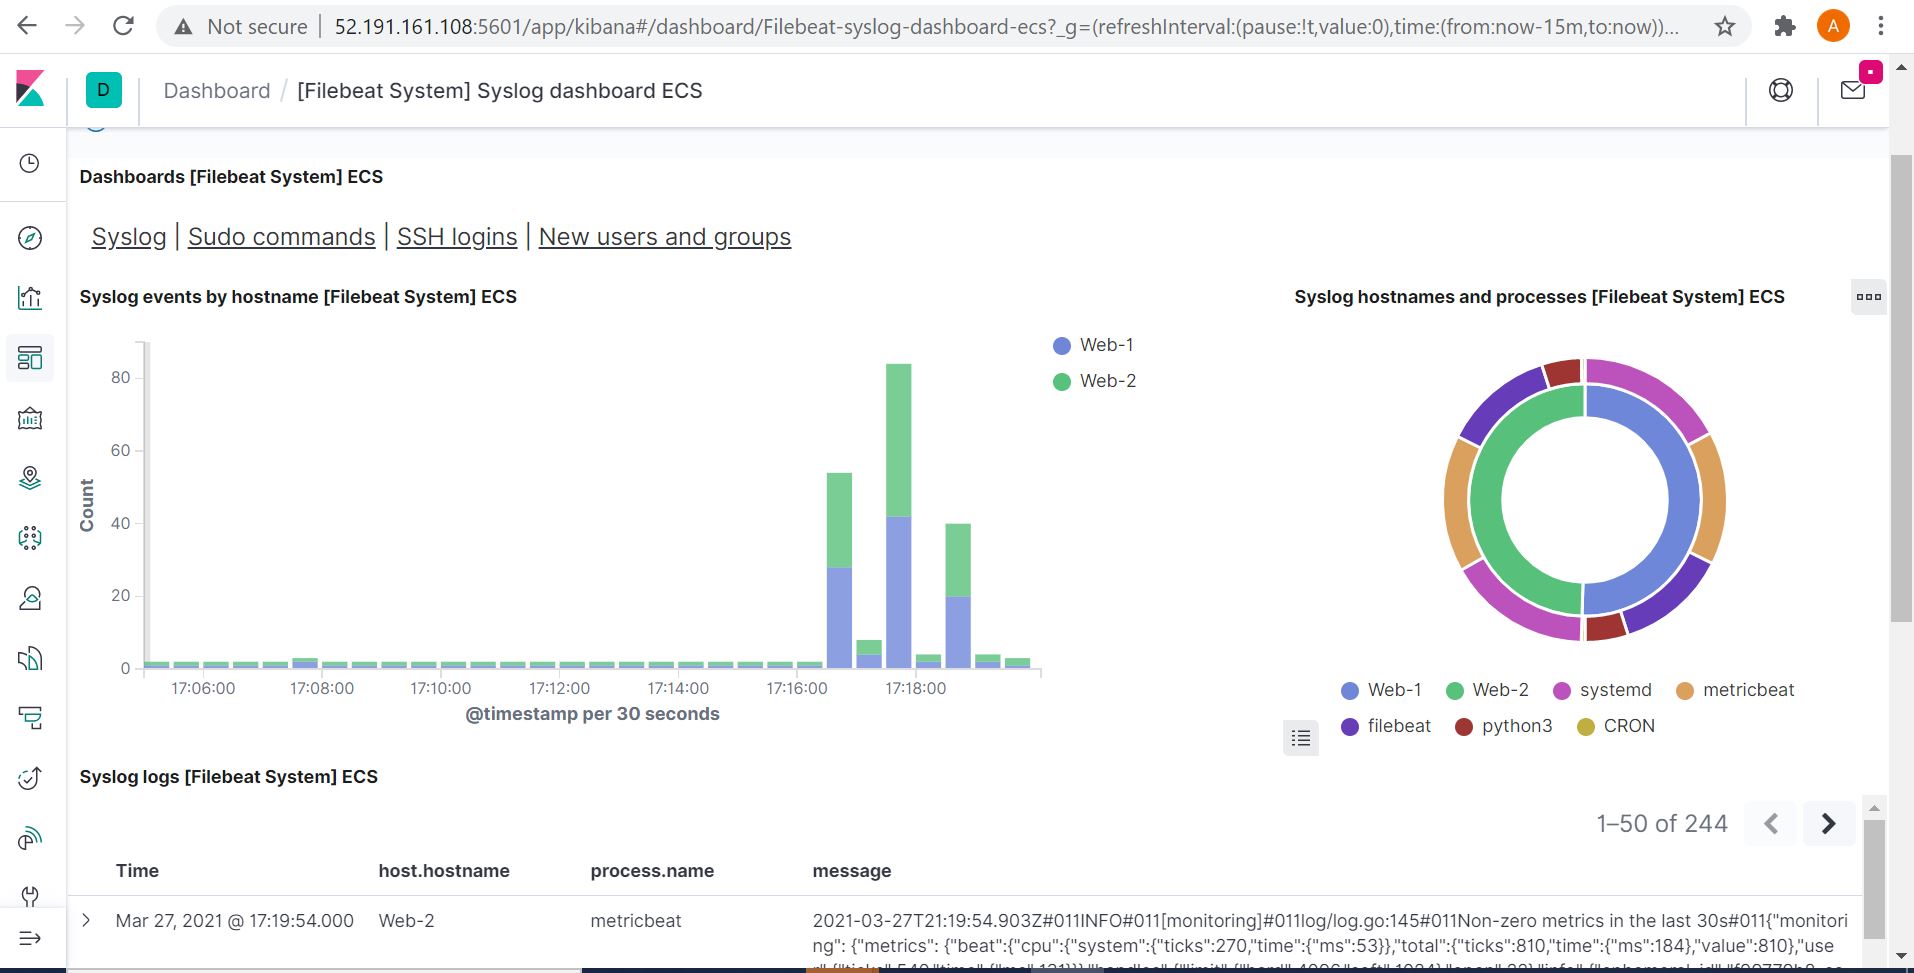 Not secure | 52.191.161.108:5601/app/kibana#/dashboard/Filebeat-syslog-dashboard-ecs?_g=(refreshInterval:(pause:!t,value:0),time:(from:now-15m,to:now))...
A
D
Dashboard / [Filebeat System] Syslog dashboard ECS
Dashboards [Filebeat System] ECS
Syslog | Sudo commands | SSH logins | New users and groups
Syslog events by hostname [Filebeat System] ECS
80
60
40
20
0
Count
17:06:00 17:08:00 17:10:00 17:12:00 17:14:00 17:16:00 17:18:00
@timestamp per 30 seconds
Web-1
Web-2
Syslog hostnames and processes [Filebeat System] ECS
Web-1 Web-2 systemd metricbeat
filebeat python3 CRON
Syslog logs [Filebeat System] ECS
1–50 of 244
Time host.hostname process.name message
Mar 27, 2021 @ 17:19:54.000 Web-2 metricbeat 2021-03-27T21:19:54.903Z#011INFO#011[monitoring]#011log/log.go:145#011Non-zero metrics in the last 30s#011{"monitori
ng": {"metrics": {"beat":{"cpu":{"system":{"ticks":270,"time":{"ms":53}},"total":{"ticks":810,"time":{"ms":184},"value":810},"use